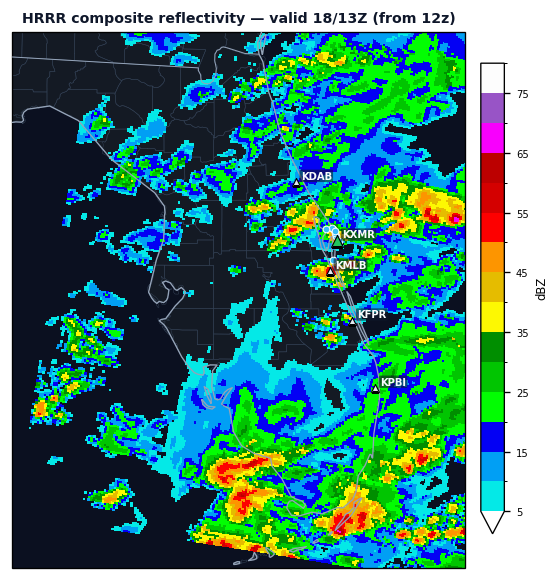 HRRR composite reflectivity — valid 18/13Z (from 12z)
KDAB
KXMR
KMLB
KFPR
KPBI
75
65
55
45
35
25
15
5
dBZ